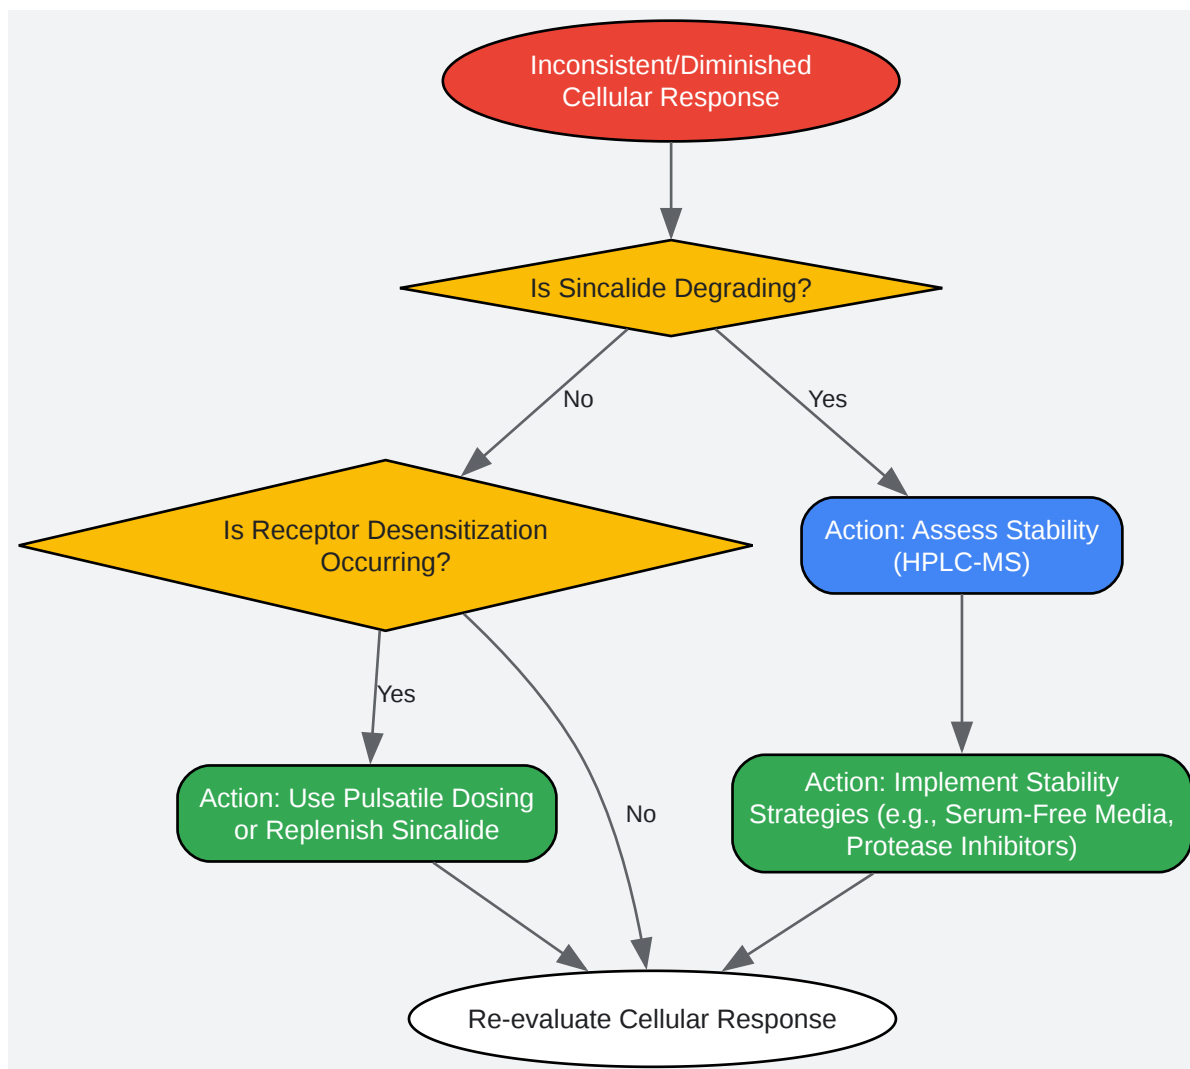 Inconsistent/Diminished
Cellular Response
Is Sincalide Degrading?
No
Yes
Is Receptor Desensitization
Occurring?
Action: Assess Stability
(HPLC-MS)
Yes
Action: Use Pulsatile Dosing
or Replenish Sincalide
No
Action: Implement Stability
Strategies (e.g., Serum-Free Media,
Protease Inhibitors)
Re-evaluate Cellular Response